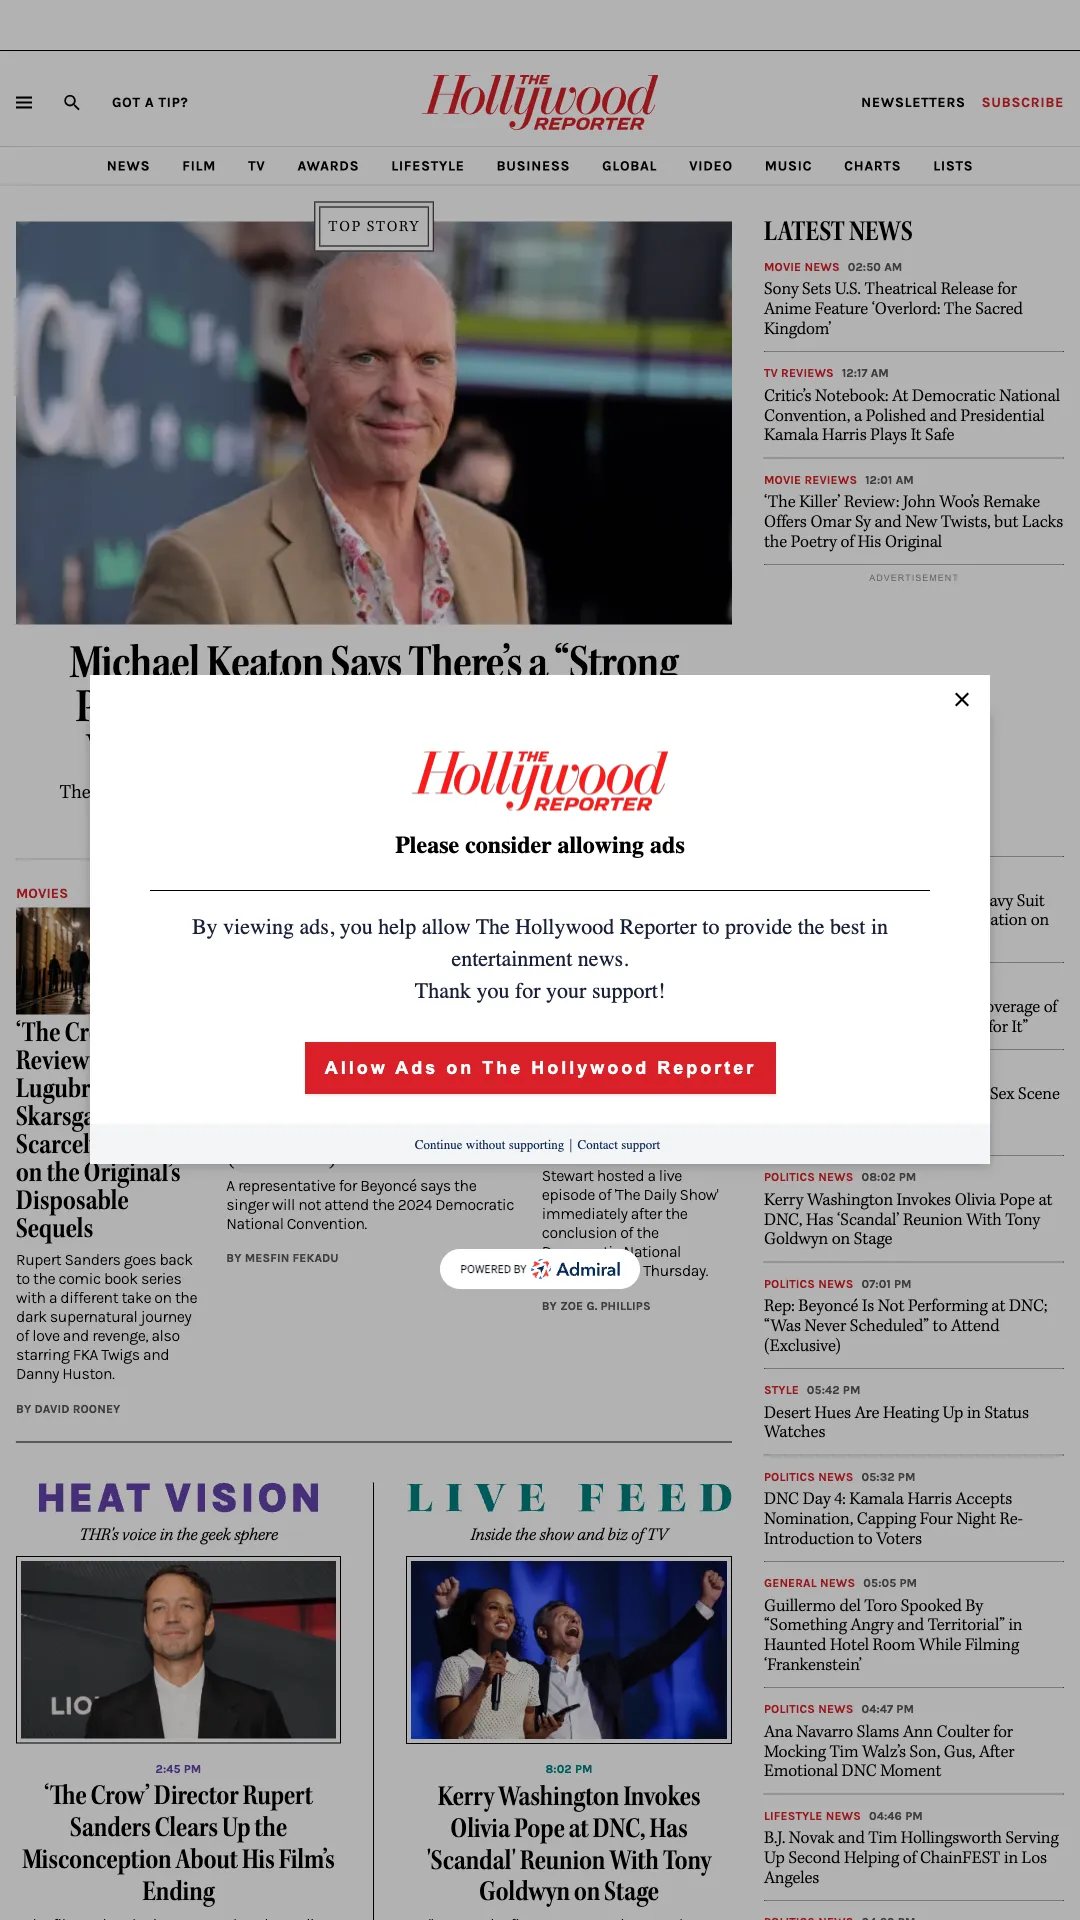 GOT A TIP?
THE
Hollywood
REPORTER
NEWSLETTERS SUBSCRIBE
NEWS FILM TV AWARDS LIFESTYLE BUSINESS GLOBAL VIDEO MUSIC CHARTS LISTS
TOP STORY
Michael Keaton Says There’s a “Strong
The
MOVIES
‘The Cr
Review
Lugubr
Skarsga
Scarcel
on the Original’s
Disposable
Sequels
Rupert Sanders goes back
to the comic book series
with a different take on the
dark supernatural journey
of love and revenge, also
starring FKA Twigs and
Danny Huston.
BY DAVID ROONEY
A representative for Beyoncé says the
singer will not attend the 2024 Democratic
National Convention.
BY MESFIN FEKADU
Stewart hosted a live
episode of 'The Daily Show'
immediately after the
conclusion of the
National
Thursday.
BY ZOE G. PHILLIPS
LATEST NEWS
MOVIE NEWS 02:50 AM
Sony Sets U.S. Theatrical Release for
Anime Feature ‘Overlord: The Sacred
Kingdom’
TV REVIEWS 12:17 AM
Critic’s Notebook: At Democratic National
Convention, a Polished and Presidential
Kamala Harris Plays It Safe
MOVIE REVIEWS 12:01 AM
‘The Killer’ Review: John Woo’s Remake
Offers Omar Sy and New Twists, but Lacks
the Poetry of His Original
ADVERTISEMENT
avy Suit
ation on
overage of
for It”
Sex Scene
POLITICS NEWS 08:02 PM
Kerry Washington Invokes Olivia Pope at
DNC, Has ‘Scandal’ Reunion With Tony
Goldwyn on Stage
POLITICS NEWS 07:01 PM
Rep: Beyoncé Is Not Performing at DNC;
“Was Never Scheduled” to Attend
(Exclusive)
STYLE 05:42 PM
Desert Hues Are Heating Up in Status
Watches
POLITICS NEWS 05:32 PM
DNC Day 4: Kamala Harris Accepts
Nomination, Capping Four Night Re-
Introduction to Voters
GENERAL NEWS 05:05 PM
Guillermo del Toro Spooked By
“Something Angry and Territorial” in
Haunted Hotel Room While Filming
‘Frankenstein’
POLITICS NEWS 04:47 PM
Ana Navarro Slams Ann Coulter for
Mocking Tim Walz’s Son, Gus, After
Emotional DNC Moment
LIFESTYLE NEWS 04:46 PM
B.J. Novak and Tim Hollingsworth Serving
Up Second Helping of ChainFEST in Los
Angeles
THE
Hollywood
REPORTER
Please consider allowing ads
By viewing ads, you help allow The Hollywood Reporter to provide the best in
entertainment news.
Thank you for your support!
Allow Ads on The Hollywood Reporter
Continue without supporting | Contact support
POWERED BY Admiral
HEAT VISION
THR’s voice in the geek sphere
LIO
2:45 PM
‘The Crow’ Director Rupert
Sanders Clears Up the
Misconception About His Film’s
Ending
LIVE FEED
Inside the show and biz of TV
8:02 PM
Kerry Washington Invokes
Olivia Pope at DNC, Has
'Scandal' Reunion With Tony
Goldwyn on Stage